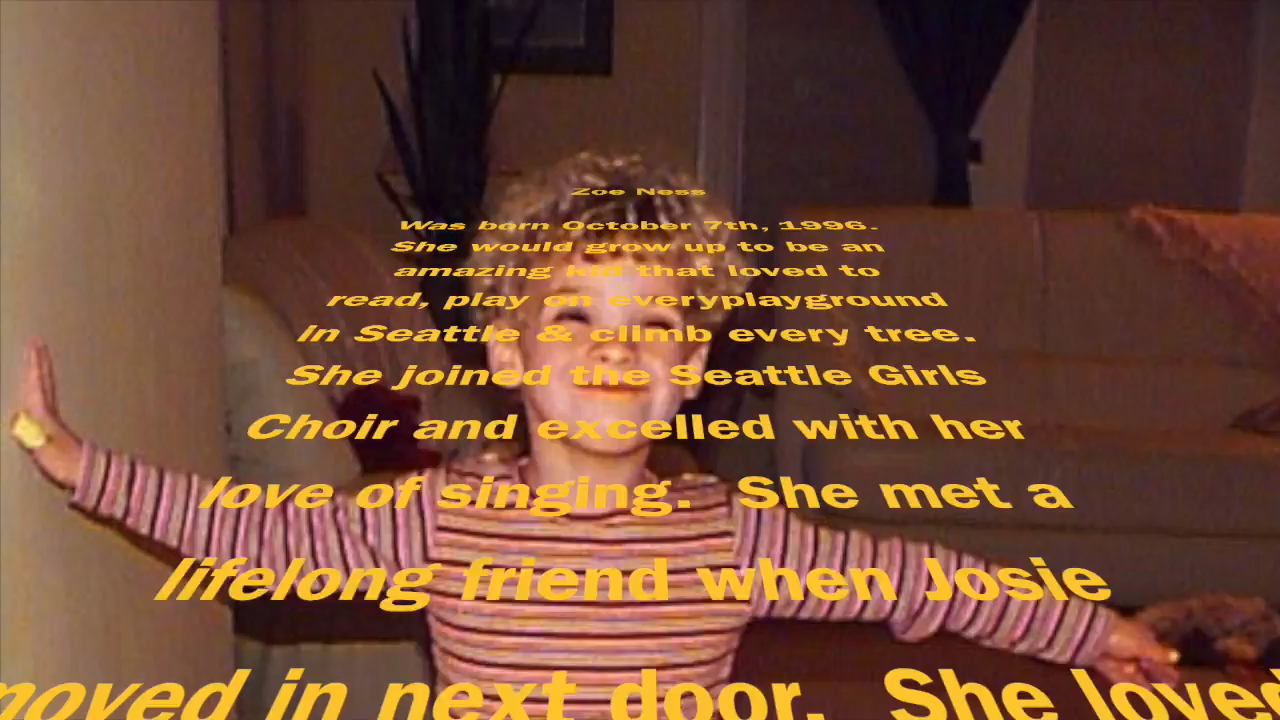 Zoe Ness
Was born October 7th, 1996.
She would grow up to be an
amazing kid that loved to
read, play on everyplayground
In Seattle & climb every tree.
She joined the Seattle Girls
Choir and excelled with her
love of singing.  She met a
lifelong friend when Josie
moved in next door.  She loved